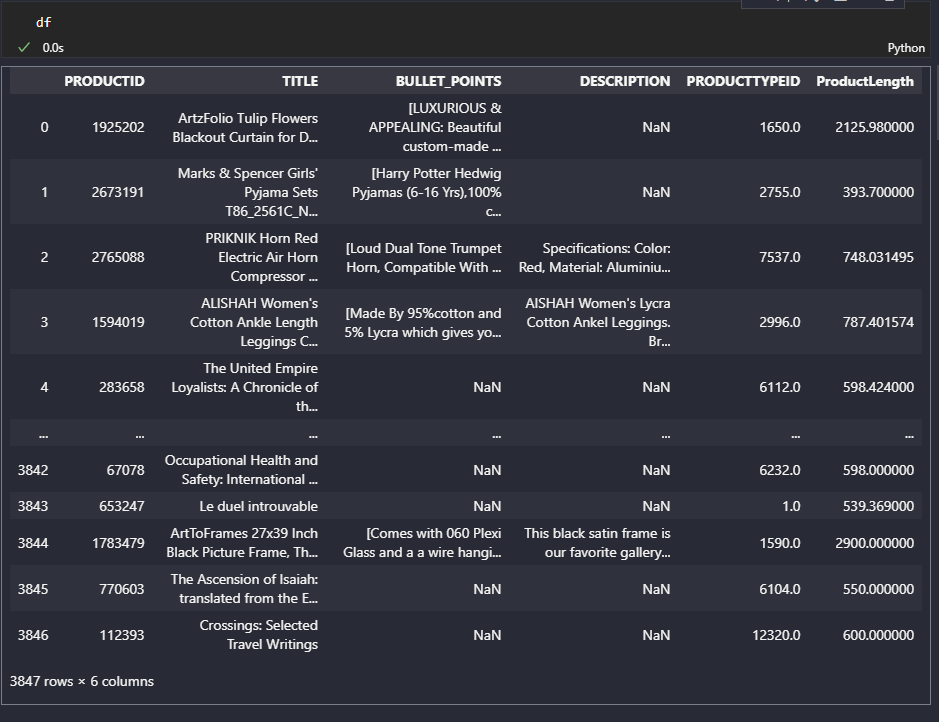 df
0.0s
Python
PRODUCTID TITLE BULLET_POINTS DESCRIPTION PRODUCTTYPEID ProductLength
0 1925202 ArtzFolio Tulip Flowers Blackout Curtain for D... [LUXURIOUS & APPEALING: Beautiful custom-made ... NaN 1650.0 2125.980000
1 2673191 Marks & Spencer Girls' Pyjama Sets T86_2561C_N... [Harry Potter Hedwig Pyjamas (6-16 Yrs),100% c... NaN 2755.0 393.700000
2 2765088 PRIKNIK Horn Red Electric Air Horn Compressor ... [Loud Dual Tone Trumpet Horn, Compatible With ... Specifications: Color: Red, Material: Aluminiu... 7537.0 748.031495
3 1594019 ALISHAH Women's Cotton Ankle Length Leggings C... [Made By 95%cotton and 5% Lycra which gives yo... AISHAH Women's Lycra Cotton Ankel Leggings. Br... 2996.0 787.401574
4 283658 The United Empire Loyalists: A Chronicle of th... NaN NaN 6112.0 598.424000
... ... ... ... ... ... ...
3842 67078 Occupational Health and Safety: International ... NaN NaN 6232.0 598.000000
3843 653247 Le duel introuvable NaN NaN 1.0 539.369000
3844 1783479 ArtToFrames 27x39 Inch Black Picture Frame, Th... [Comes with 060 Plexi Glass and a a wire hangi... This black satin frame is our favorite gallery... 1590.0 2900.000000
3845 770603 The Ascension of Isaiah: translated from the E... NaN NaN 6104.0 550.000000
3846 112393 Crossings: Selected Travel Writings NaN NaN 12320.0 600.000000
3847 rows × 6 columns